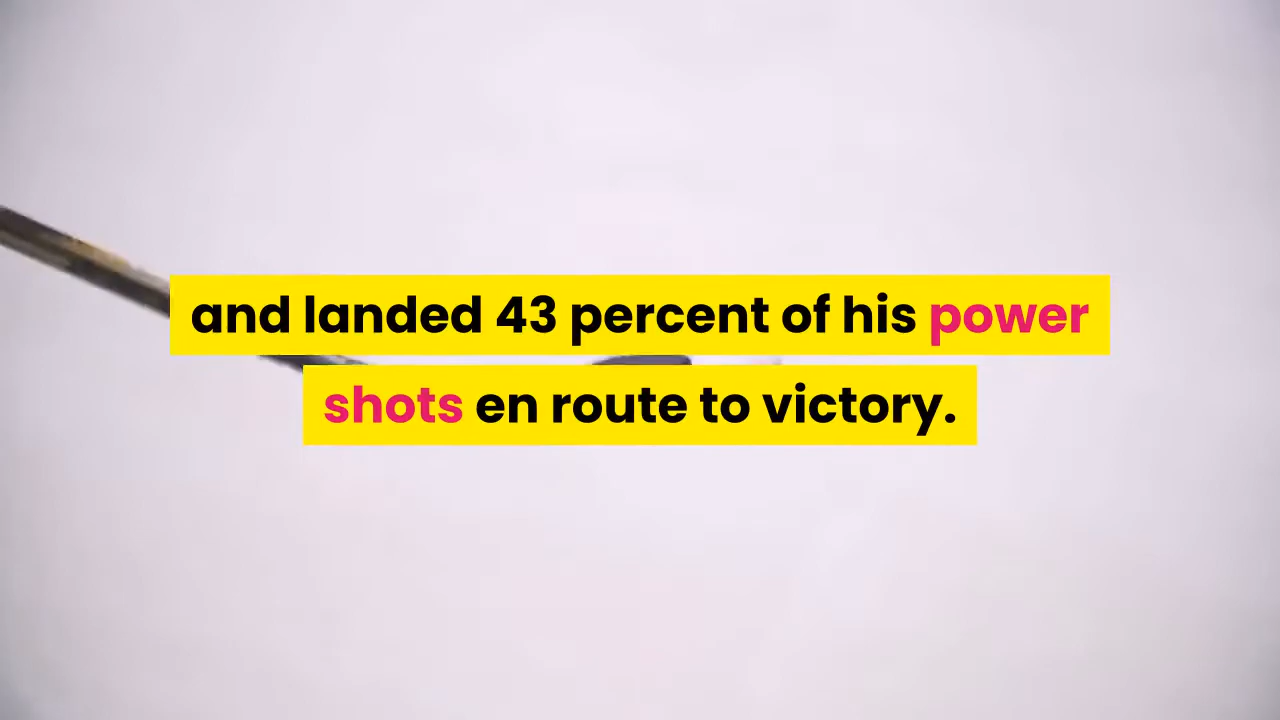 and landed 43 percent of his power
shots en route to victory.